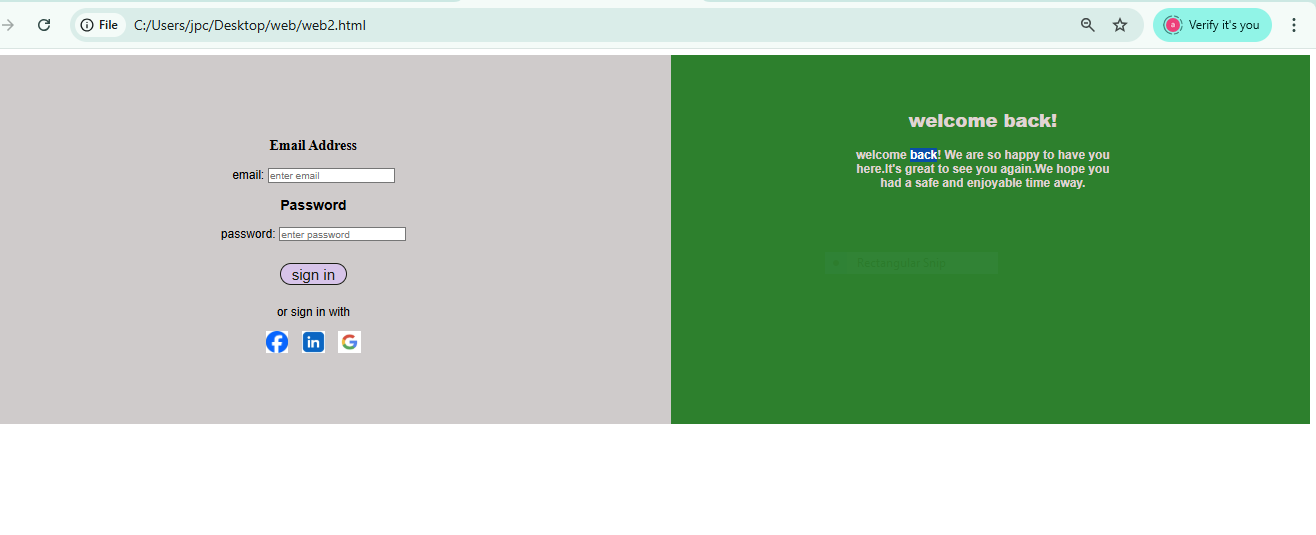 File C:/Users/jpc/Desktop/web/web2.html
a Verify it's you
Email Address
email: enter email
Password
password: enter password
sign in
or sign in with
f in G
welcome back!
welcome back! We are so happy to have you
here.It's great to see you again.We hope you
had a safe and enjoyable time away.
Rectangular Snip